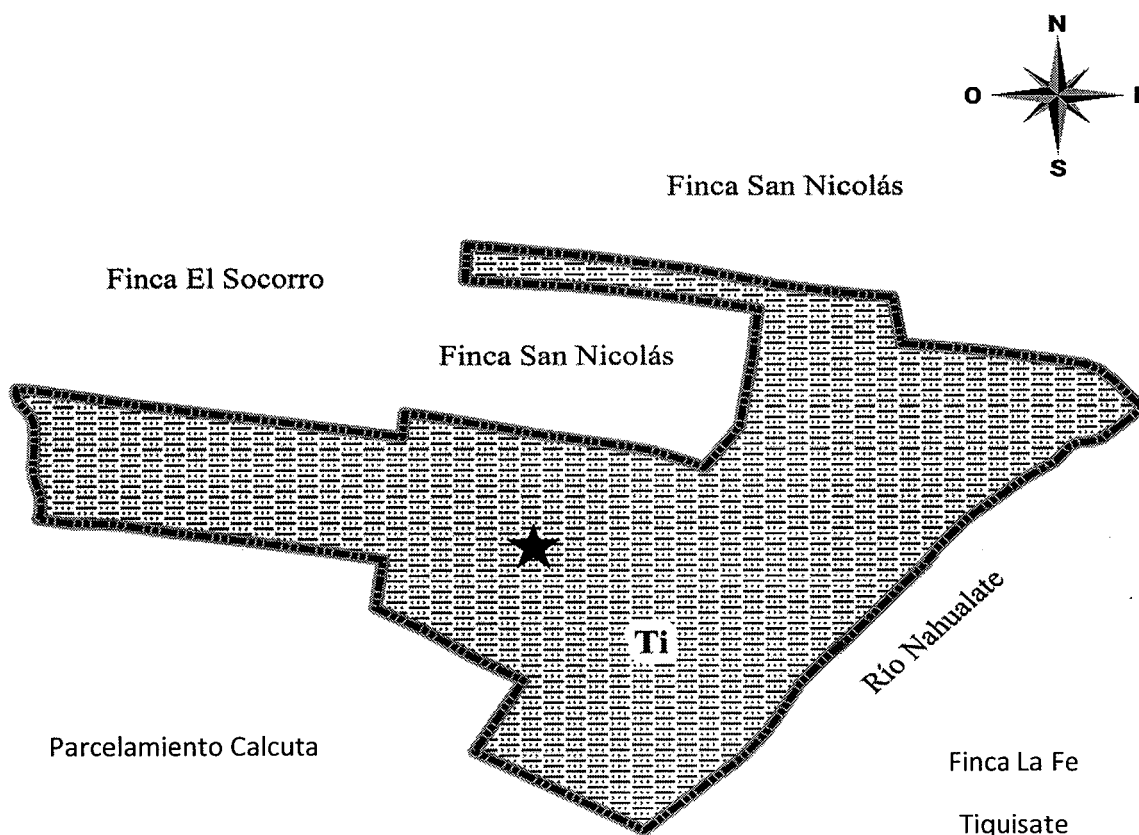 N
O
S
Finca San Nicolás
Finca El Socorro
Finca San Nicolás
Ti
Río Nahualate
Parcelamiento Calcuta
Finca La Fe
Tiquisate